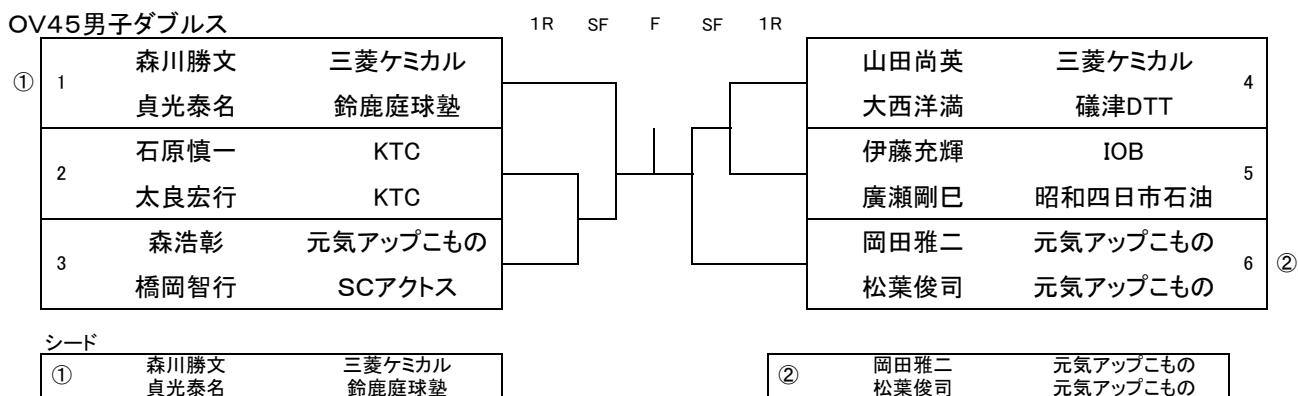 OV45男子ダブルス 1R SF F SF 1R
① 1 森川勝文 三菱ケミカル
貞光泰名 鈴鹿庭球塾
2 石原慎一 KTC
太良宏行 KTC
3 森浩彰 元気アップこもの
橋岡智行 SCアクトス
山田尚英 三菱ケミカル 4
大西洋満 礒津DTT
伊藤充輝 IOB 5
廣瀬剛巳 昭和四日市石油
岡田雅二 元気アップこもの 6 ②
松葉俊司 元気アップこもの
シード
① 森川勝文 三菱ケミカル
貞光泰名 鈴鹿庭球塾
② 岡田雅二 元気アップこもの
松葉俊司 元気アップこもの